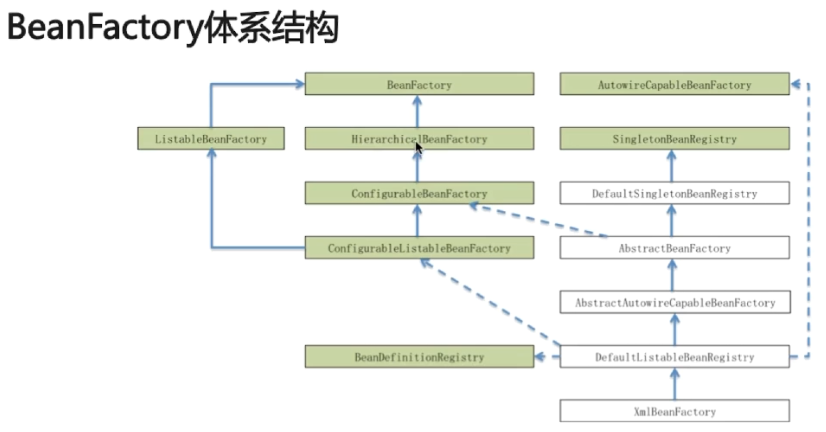 BeanFactory体系结构
BeanFactory
AutowireCapableBeanFactory
ListableBeanFactory
HierarchicalBeanFactory
SingletonBeanRegistry
ConfigurableBeanFactory
DefaultSingletonBeanRegistry
ConfigurableListableBeanFactory
AbstractBeanFactory
AbstractAutowireCapableBeanFactory
BeanDefinitionRegistry
DefaultListableBeanRegistry
XmlBeanFactory